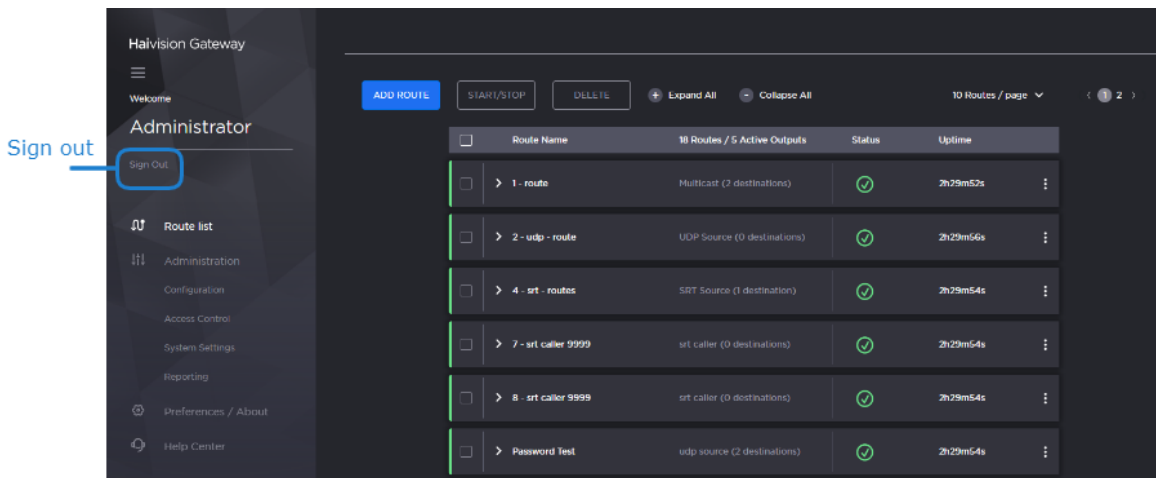 Haivision Gateway
Welcome
Administrator
Sign out
Sign Out
Route list
Administration
Configuration
Access Control
System Settings
Reporting
Preferences / About
Help Center
ADD ROUTE START/STOP DELETE + Expand All - Collapse All 10 Routes / page < 1 2 >
Route Name 18 Routes / 5 Active Outputs Status Uptime
1 - route Multicast (2 destinations) 2h29m52s
2 - udp - route UDP Source (0 destinations) 2h29m56s
4 - srt - routes SRT Source (1 destination) 2h29m54s
7 - srt caller 9999 srt caller (0 destinations) 2h29m54s
8 - srt caller 9999 srt caller (0 destinations) 2h29m54s
Password Test udp source (2 destinations) 2h29m54s